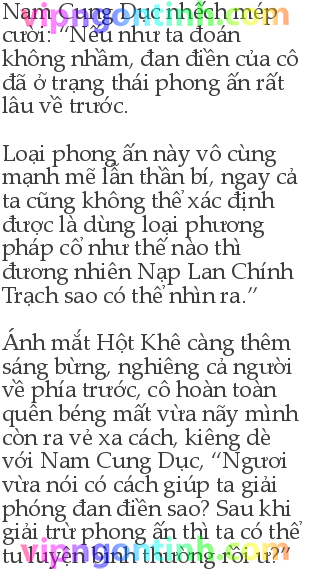 vipngontinh.com
Nam Cung Dục nhếch mép
cười: “Nếu như ta đoán
không nhầm, đan điền của cô
đã ở trạng thái phong ấn rất
lâu về trước.
Loại phong ấn này vô cùng
mạnh mẽ lẫn thần bí, ngay cả
ta cũng không thể xác định
được là dùng loại phương
pháp cổ như thế nào thì
đương nhiên Nạp Lan Chính
Trạch sao có thể nhìn ra.”
Ánh mắt Hột Khê càng thêm
sáng bừng, nghiêng cả người
về phía trước, cô hoàn toàn
quên béng mất vừa nãy mình
còn ra vẻ xa cách, kiêng dè
với Nam Cung Dục, “Ngươi
vừa nói có cách giúp ta giải
phóng đan điền sao? Sau khi
giải trừ phong ấn thì ta có thể
tu luyện bình thường rồi ư?”
vipngontinh.com